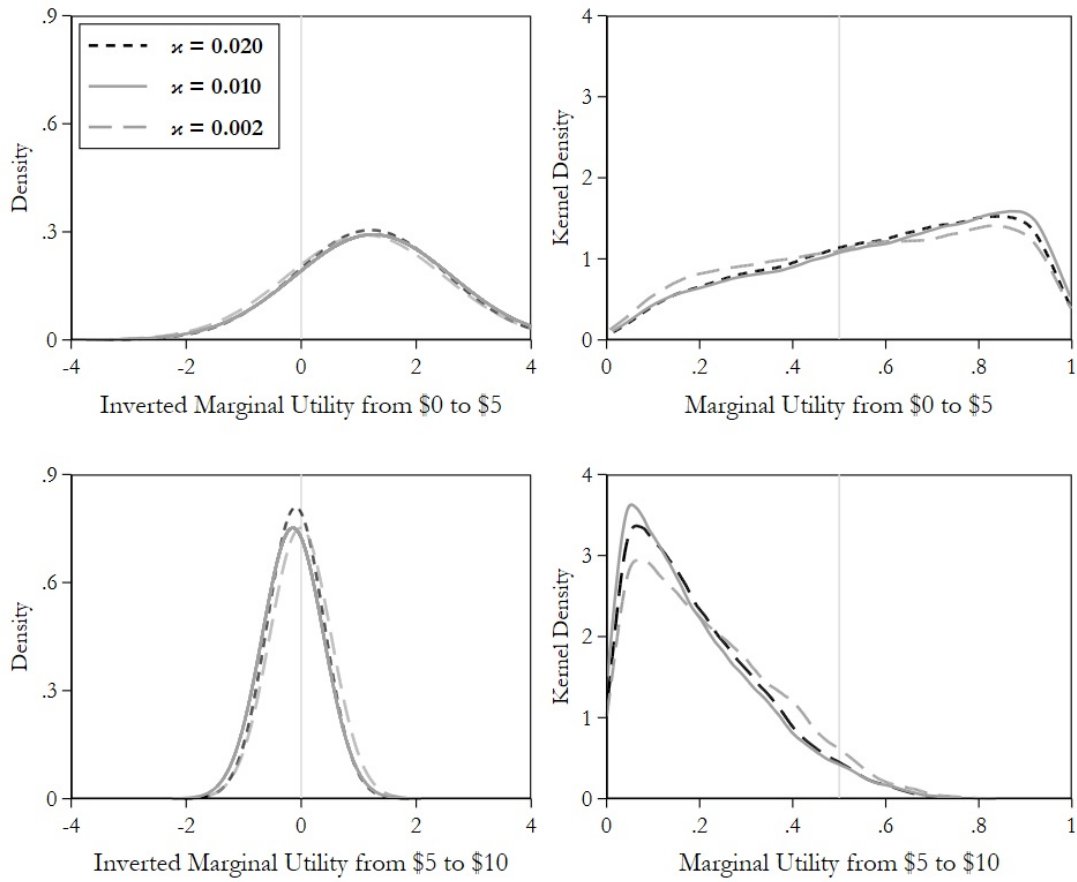 .9
.6
.3
0
Density
ϰ = 0.020
ϰ = 0.010
ϰ = 0.002
-4 -2 0 2 4
Inverted Marginal Utility from $0 to $5
4
3
2
1
0
Kernel Density
0 .2 .4 .6 .8 1
Marginal Utility from $0 to $5
.9
.6
.3
0
Density
-4 -2 0 2 4
Inverted Marginal Utility from $5 to $10
4
3
2
1
0
Kernel Density
0 .2 .4 .6 .8 1
Marginal Utility from $5 to $10